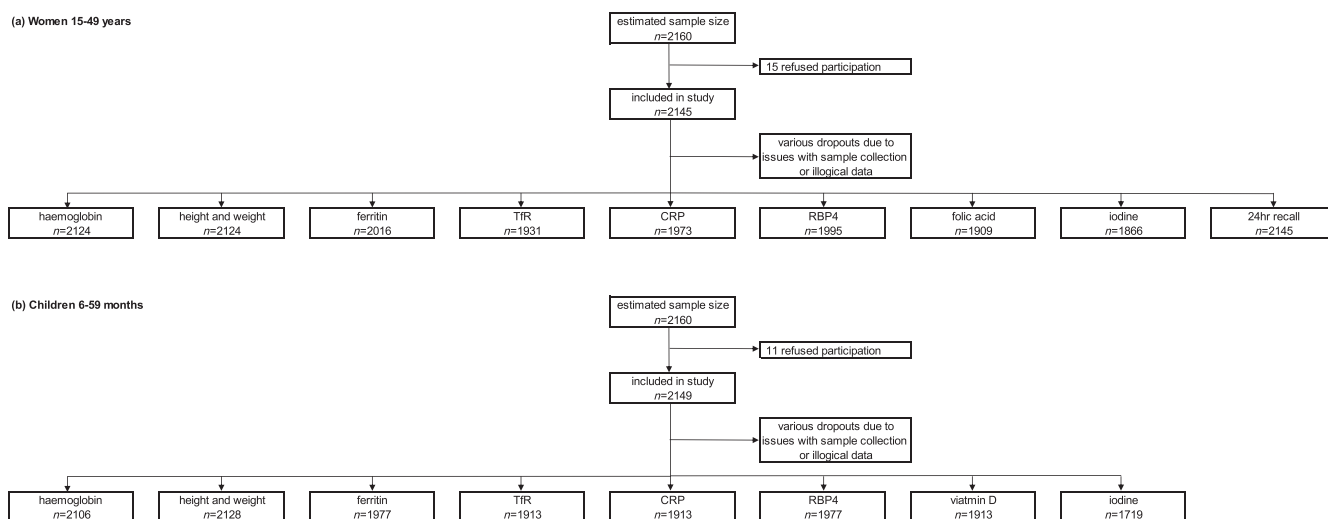 (a) Women 15-49 years
estimated sample size
n=2160
15 refused participation
included in study
n=2145
various dropouts due to
issues with sample collection
or illogical data
haemoglobin
n=2124
height and weight
n=2124
ferritin
n=2016
TfR
n=1931
CRP
n=1973
RBP4
n=1995
folic acid
n=1909
iodine
n=1866
24hr recall
n=2145
(b) Children 6-59 months
estimated sample size
n=2160
11 refused participation
included in study
n=2149
various dropouts due to
issues with sample collection
or illogical data
haemoglobin
n=2106
height and weight
n=2128
ferritin
n=1977
TfR
n=1913
CRP
n=1913
RBP4
n=1977
viatmin D
n=1913
iodine
n=1719